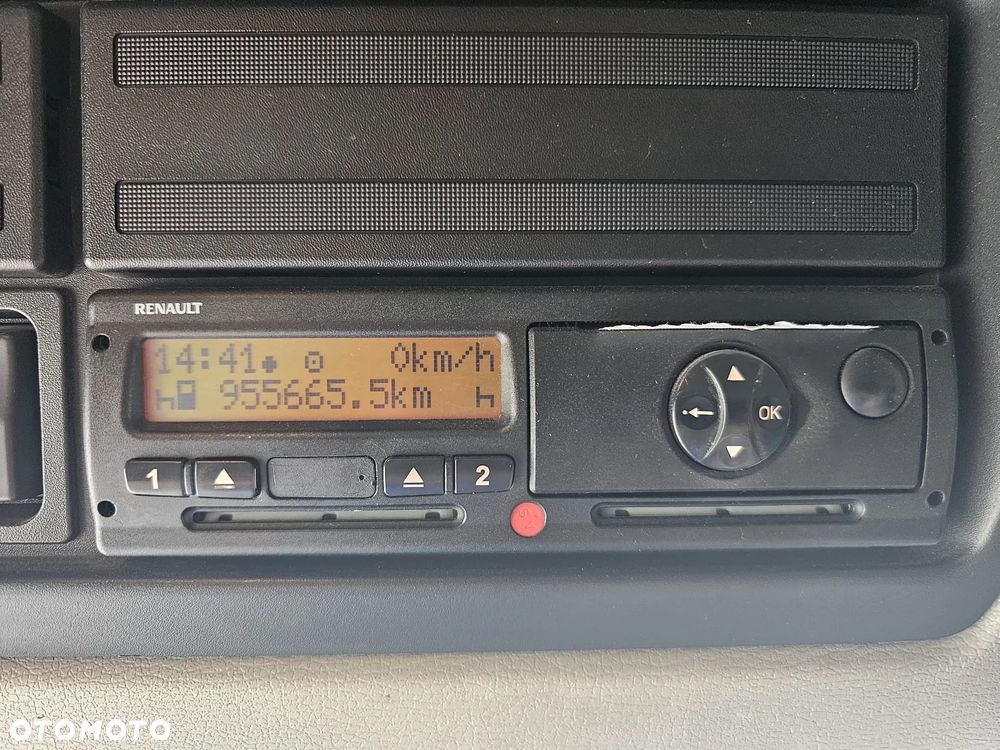 RENAULT
14:41 0km/h
955665.5km
1 2
OK
OTOMOTO